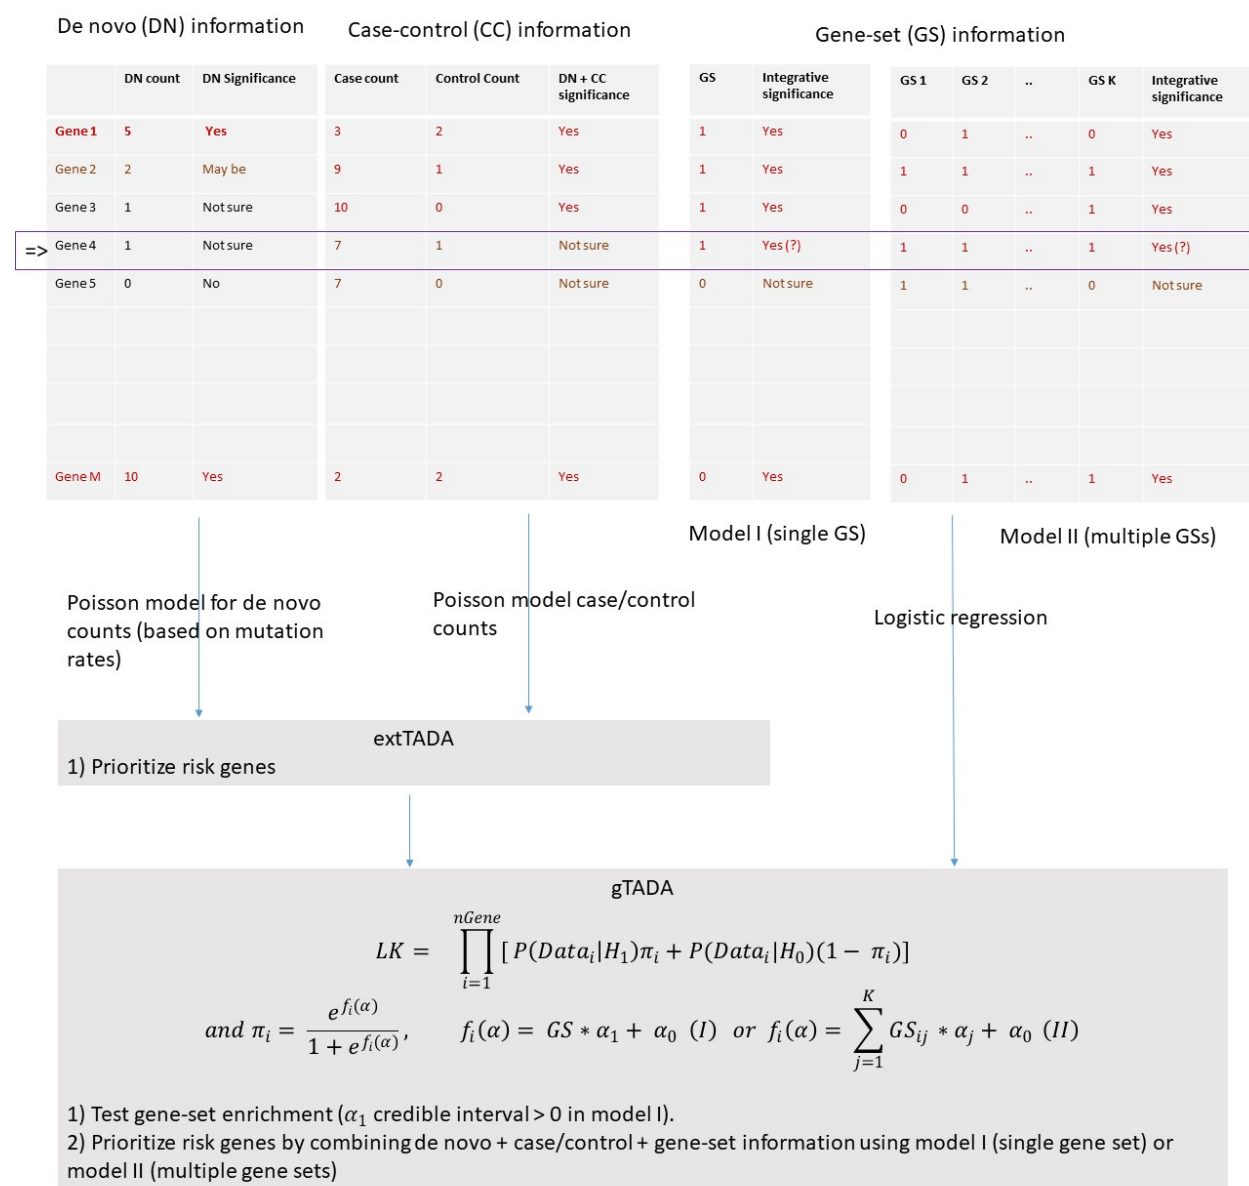 De novo (DN) information Case-control (CC) information Gene-set (GS) information
DN count DN Significance Case count Control Count DN + CC significance GS Integrative significance GS 1 GS 2 .. GS K Integrative significance
Gene 1 5 Yes 3 2 Yes 1 Yes 0 1 .. 0 Yes
Gene 2 2 May be 9 1 Yes 1 Yes 1 1 .. 1 Yes
Gene 3 1 Not sure 10 0 Yes 1 Yes 0 0 .. 1 Yes
=> Gene 4 1 Not sure 7 1 Not sure 1 Yes (?) 1 1 .. 1 Yes (?)
Gene 5 0 No 7 0 Not sure 0 Not sure 1 1 .. 0 Not sure
Gene M 10 Yes 2 2 Yes 0 Yes 0 1 .. 1 Yes
Model I (single GS) Model II (multiple GSs)
Poisson model for de novo
counts (based on mutation
rates)
Poisson model case/control
counts
Logistic regression
extTADA
1) Prioritize risk genes
gTADA
LK = ∏_{i=1}^{nGene} [ P(Data_i|H_1)π_i + P(Data_i|H_0)(1 − π_i)]
and π_i = e^{f_i(α)} / (1 + e^{f_i(α)}), f_i(α) = GS * α_1 + α_0 (I) or f_i(α) = ∑_{j=1}^{K} GS_{ij} * α_j + α_0 (II)
1) Test gene-set enrichment (α_1 credible interval > 0 in model I).
2) Prioritize risk genes by combining de novo + case/control + gene-set information using model I (single gene set) or
model II (multiple gene sets)